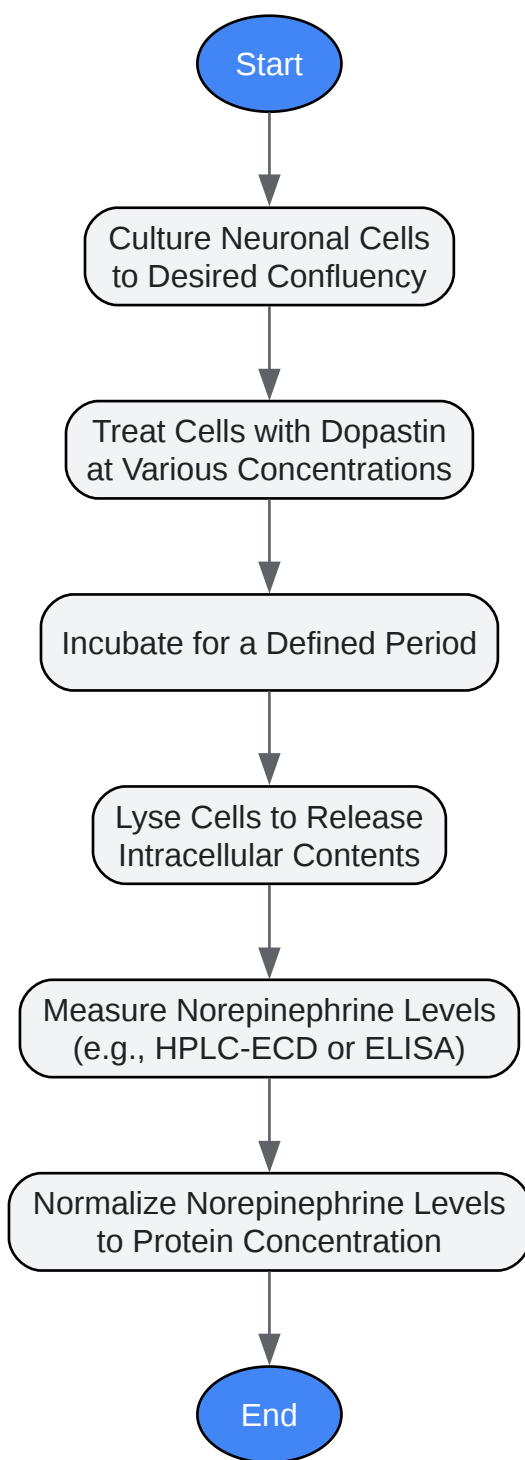 Start
Culture Neuronal Cells
to Desired Confluency
Treat Cells with Dopastin
at Various Concentrations
Incubate for a Defined Period
Lyse Cells to Release
Intracellular Contents
Measure Norepinephrine Levels
(e.g., HPLC-ECD or ELISA)
Normalize Norepinephrine Levels
to Protein Concentration
End